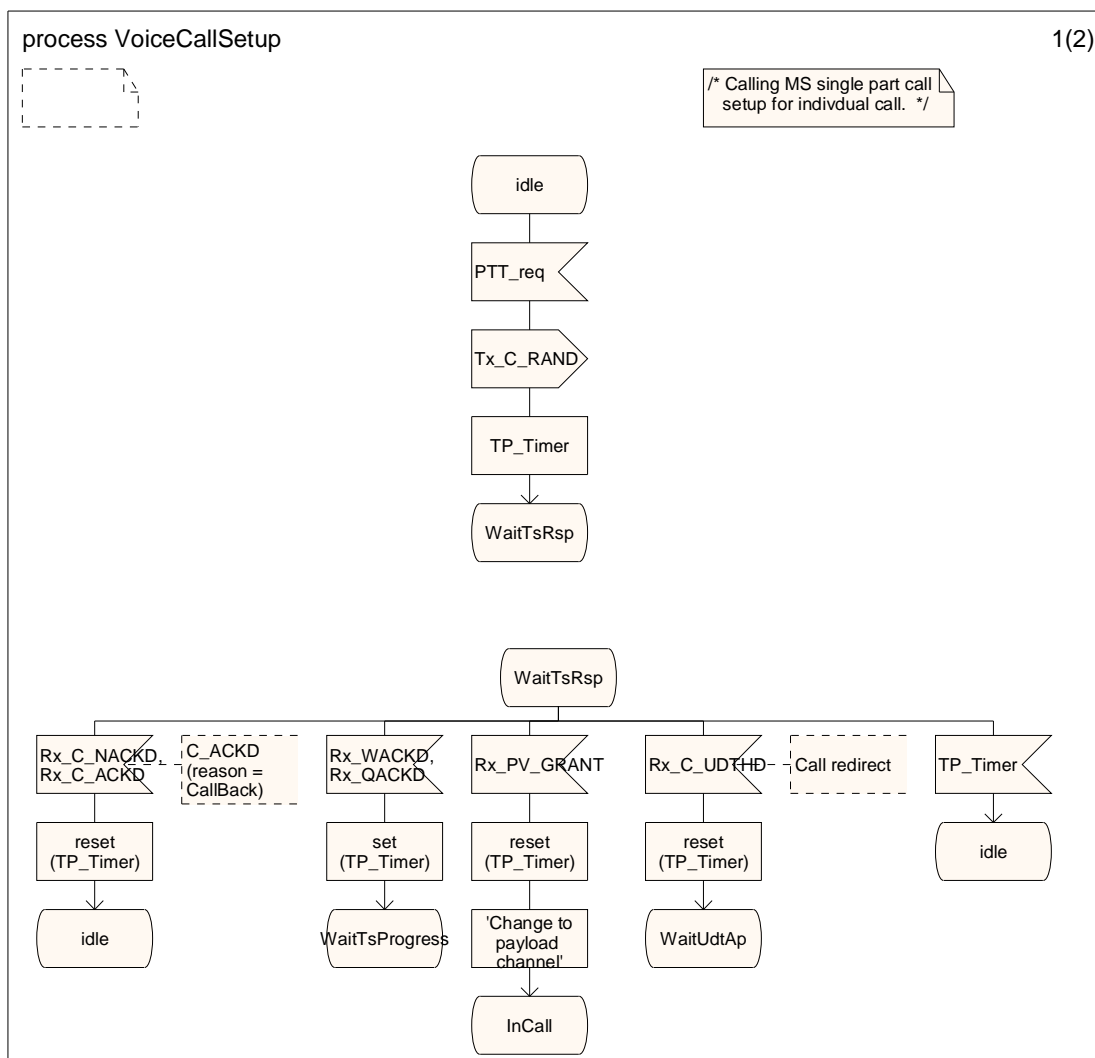 process VoiceCallSetup
1(2)
/* Calling MS single part call
setup for indivdual call. */
idle
PTT_req
Tx_C_RAND
TP_Timer
WaitTsRsp
WaitTsRsp
Rx_C_NACKD,
Rx_C_ACKD
C_ACKD
(reason =
CallBack)
Rx_WACKD,
Rx_QACKD
Rx_PV_GRANT
Rx_C_UDTHD
Call redirect
TP_Timer
reset
(TP_Timer)
set
(TP_Timer)
reset
(TP_Timer)
reset
(TP_Timer)
idle
idle
WaitTsProgress
'Change to
payload
channel'
WaitUdtAp
InCall